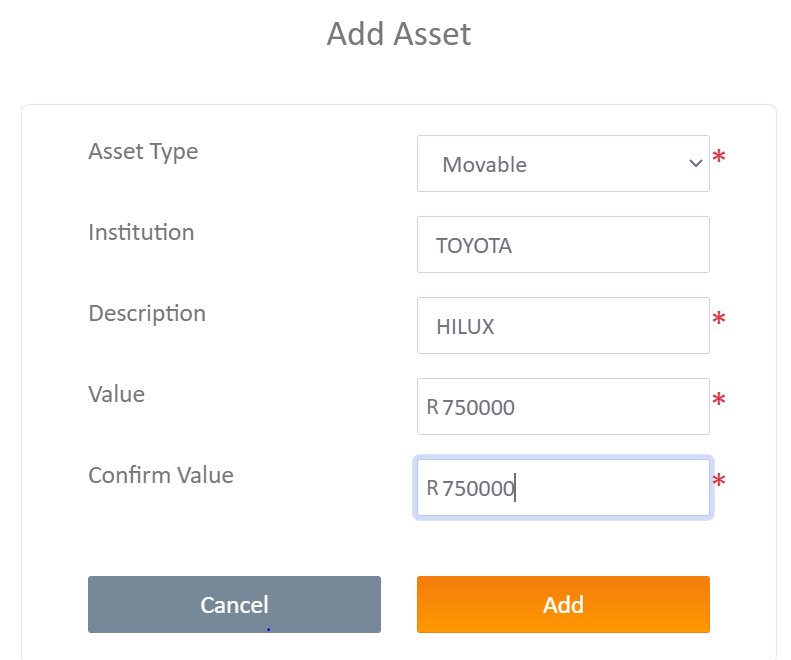 Add Asset
Asset Type
Movable
*
Institution
TOYOTA
Description
HILUX
*
Value
R 750000
*
Confirm Value
R 750000
*
Cancel
Add